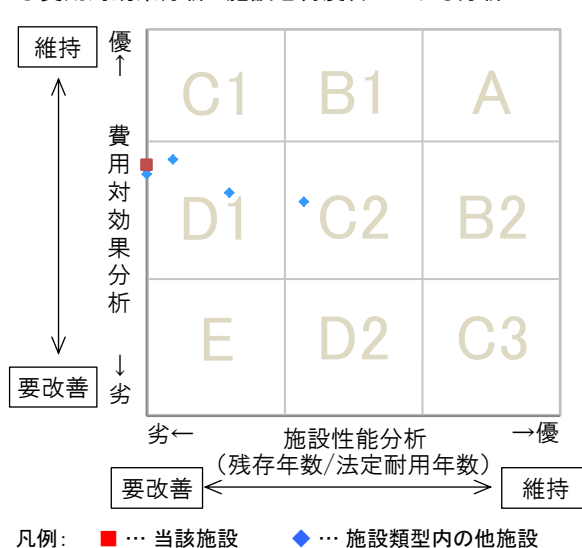 維持
優
↑
C1 B1 A
費用対効果分析
D1 C2 B2
E D2 C3
↓
劣
要改善
劣← 施設性能分析 →優
(残存年数/法定耐用年数)
要改善 維持
凡例: ■ … 当該施設 ◆ … 施設類型内の他施設